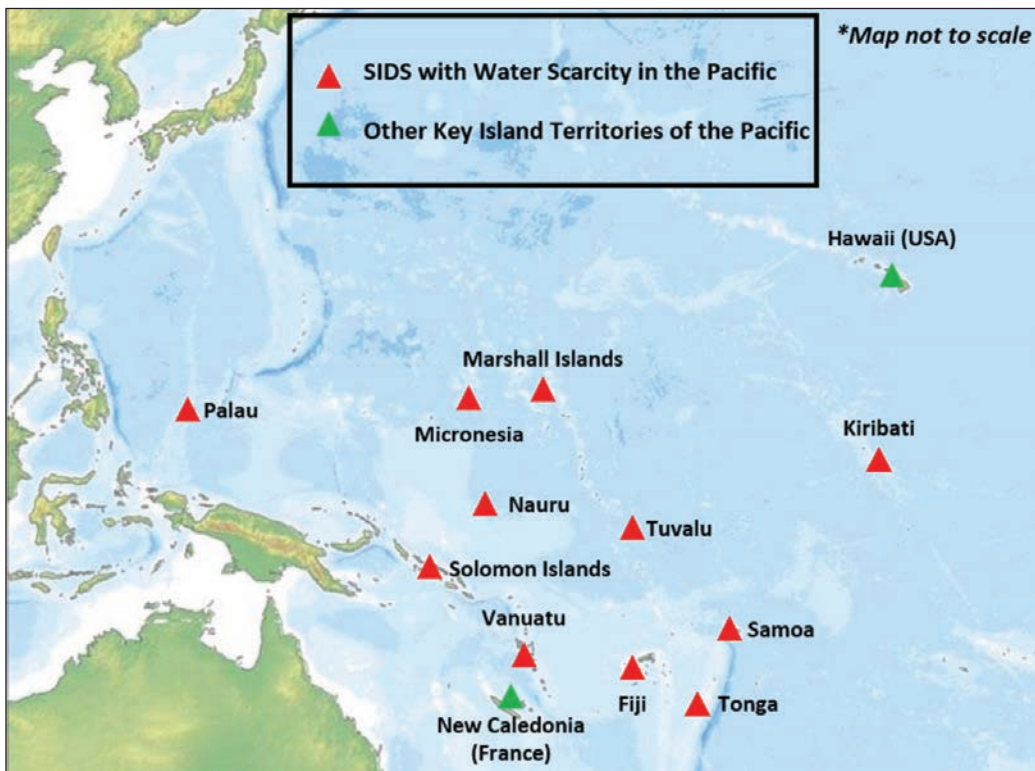 *Map not to scale
SIDS with Water Scarcity in the Pacific
Other Key Island Territories of the Pacific
Hawaii (USA)
Marshall Islands
Palau
Micronesia
Kiribati
Nauru
Tuvalu
Solomon Islands
Vanuatu
Samoa
Fiji
Tonga
New Caledonia
(France)